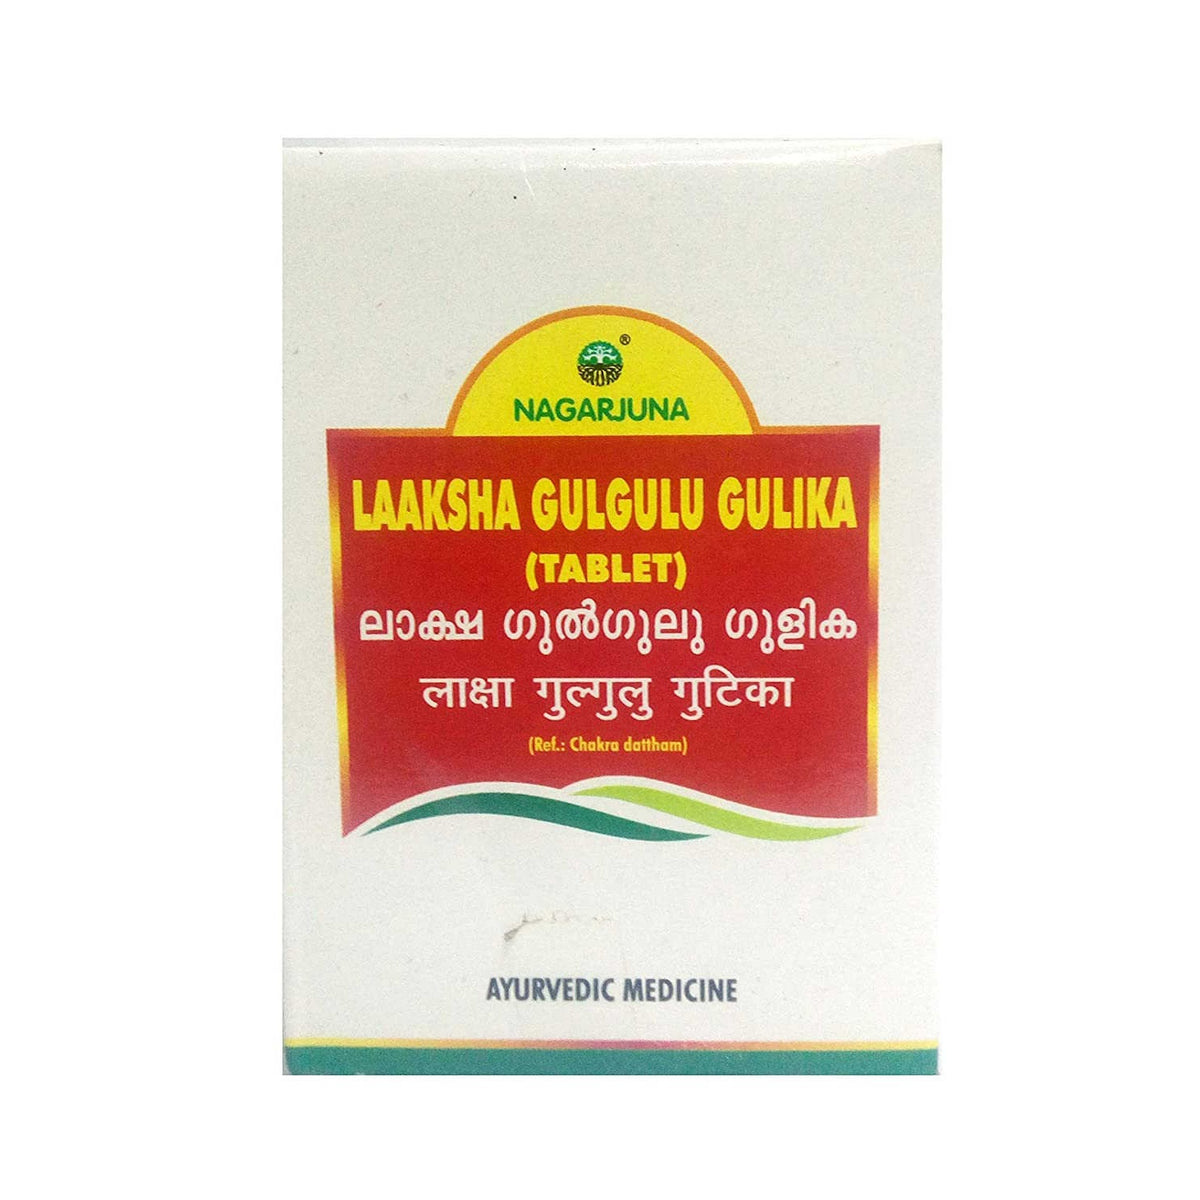 ®
NAGARJUNA
LAAKSHA GULGULU GULIKA
(TABLET)
ലാക്ഷ ഗുൽഗുലു ഗുളിക
लाक्षा गुल्गुलु गुटिका
(Ref.: Chakra dattham)
AYURVEDIC MEDICINE